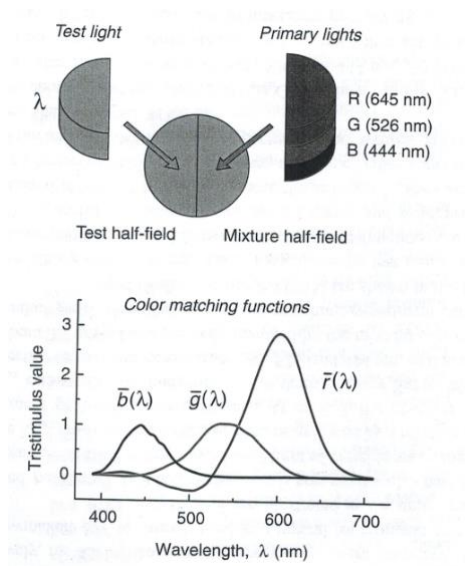 Test light
Primary lights
λ
R (645 nm)
G (526 nm)
B (444 nm)
Test half-field
Mixture half-field
Color matching functions
3
2
1
0
Tristimulus value
b̄(λ)
ḡ(λ)
r̄(λ)
400
500
600
700
Wavelength, λ (nm)